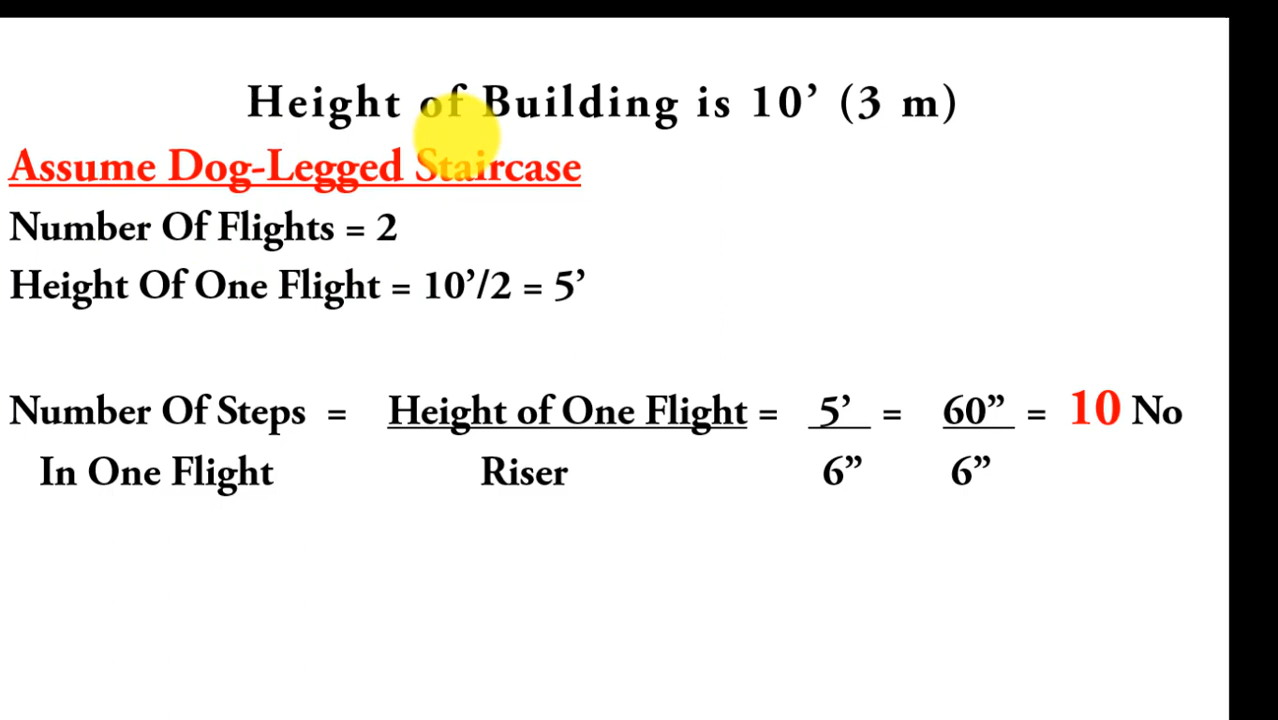 Height of Building is 10’ (3 m)
Assume Dog-Legged Staircase
Number Of Flights = 2
Height Of One Flight = 10’/2 = 5’
Number Of Steps = Height of One Flight = 5’ = 60” = 10 No
In One Flight Riser 6” 6”